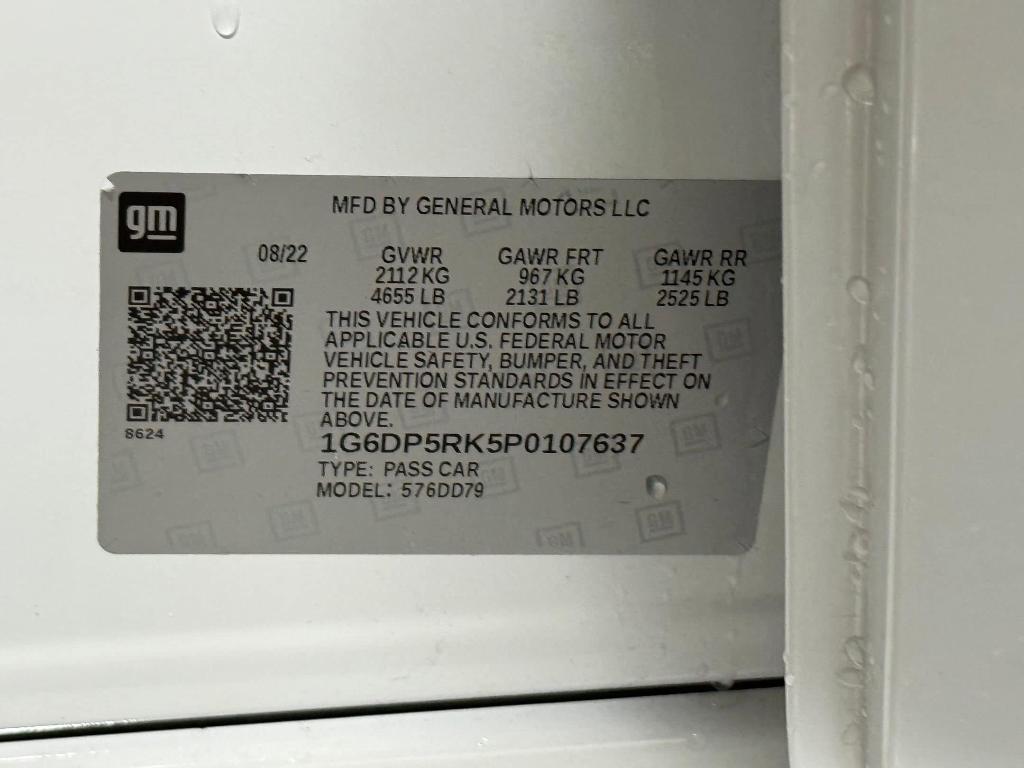 gm
MFD BY GENERAL MOTORS LLC
08/22 GVWR GAWR FRT GAWR RR
2112 KG 967 KG 1145 KG
4655 LB 2131 LB 2525 LB
THIS VEHICLE CONFORMS TO ALL
APPLICABLE U.S. FEDERAL MOTOR
VEHICLE SAFETY, BUMPER, AND THEFT
PREVENTION STANDARDS IN EFFECT ON
THE DATE OF MANUFACTURE SHOWN
ABOVE.
8624
1G6DP5RK5P0107637
TYPE: PASS CAR
MODEL: 576DD79